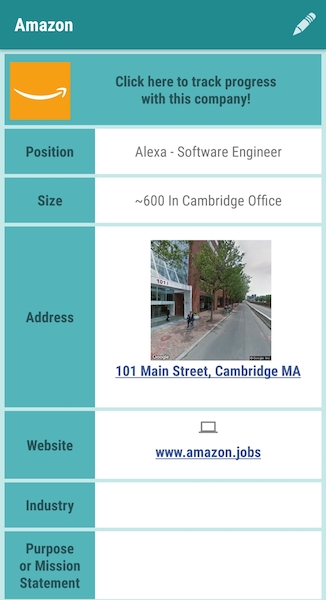 Amazon
Click here to track progress
with this company!
Position
Alexa - Software Engineer
Size
~600 In Cambridge Office
Address
101 Main Street, Cambridge MA
Website
www.amazon.jobs
Industry
Purpose
or Mission
Statement